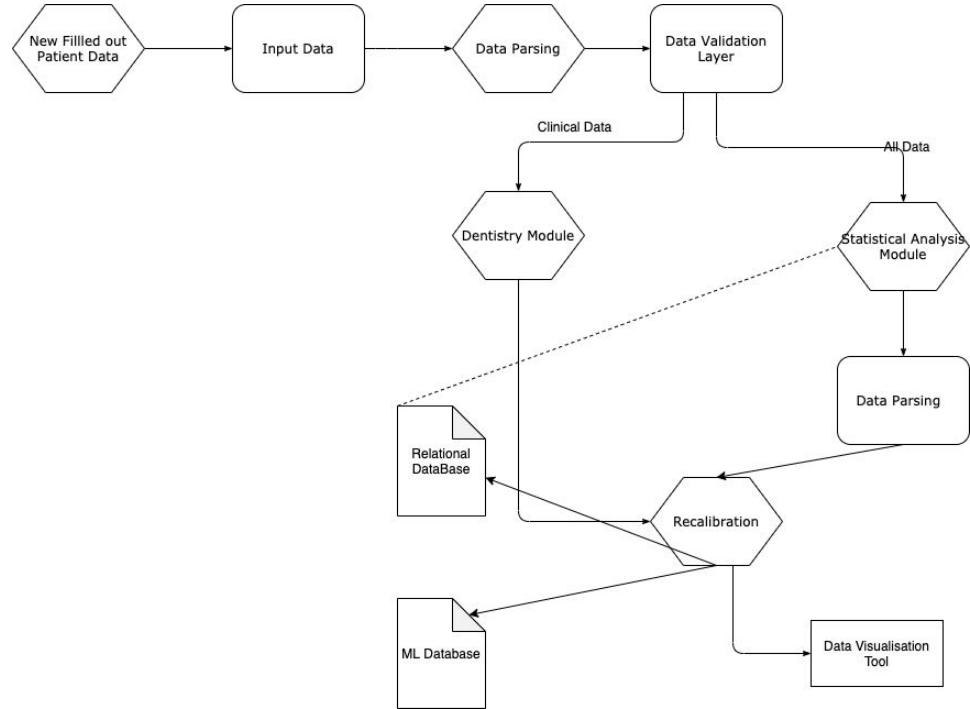 New Fillled out
Patient Data
Input Data
Data Parsing
Data Validation
Layer
Clinical Data
All Data
Dentistry Module
Statistical Analysis
Module
Data Parsing
Relational
DataBase
Recalibration
ML Database
Data Visualisation
Tool